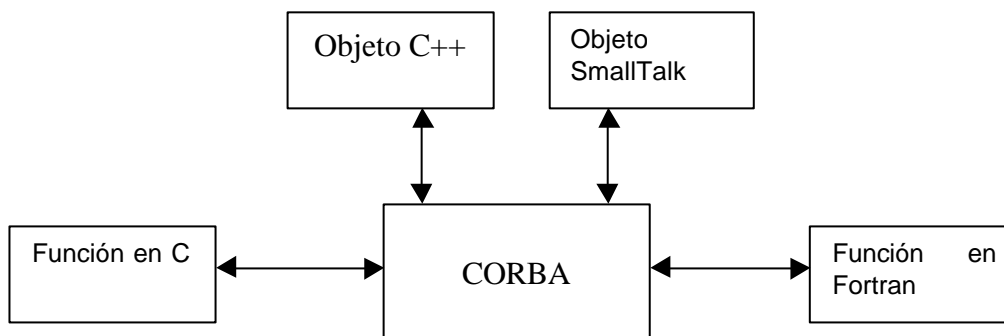 Objeto C++
Objeto
SmallTalk
Función en C
CORBA
Función en
Fortran